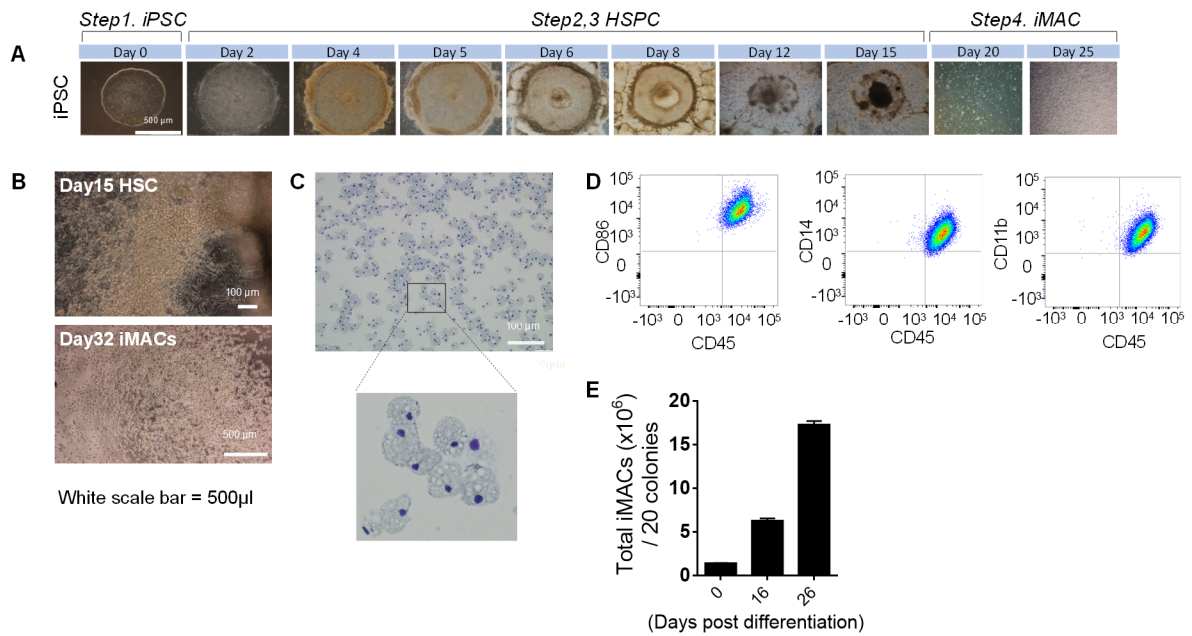 Step1. iPSC
Step2,3 HSPC
Step4. iMAC
A
Day 0
Day 2
Day 4
Day 5
Day 6
Day 8
Day 12
Day 15
Day 20
Day 25
iPSC
500 µm
B
Day15 HSC
100 µm
Day32 iMACs
500 µm
White scale bar = 500µl
C
100 µm
D
CD86
10⁵
10⁴
10³
0
-10³
-10³ 0 10³ 10⁴ 10⁵
CD45
CD14
10⁵
10⁴
10³
0
-10³
-10³ 0 10³ 10⁴ 10⁵
CD45
CD11b
10⁵
10⁴
10³
0
-10³
-10³ 0 10³ 10⁴ 10⁵
CD45
E
Total iMACs (x10⁶)
/ 20 colonies
20
15
10
5
0
0
16
26
(Days post differentiation)